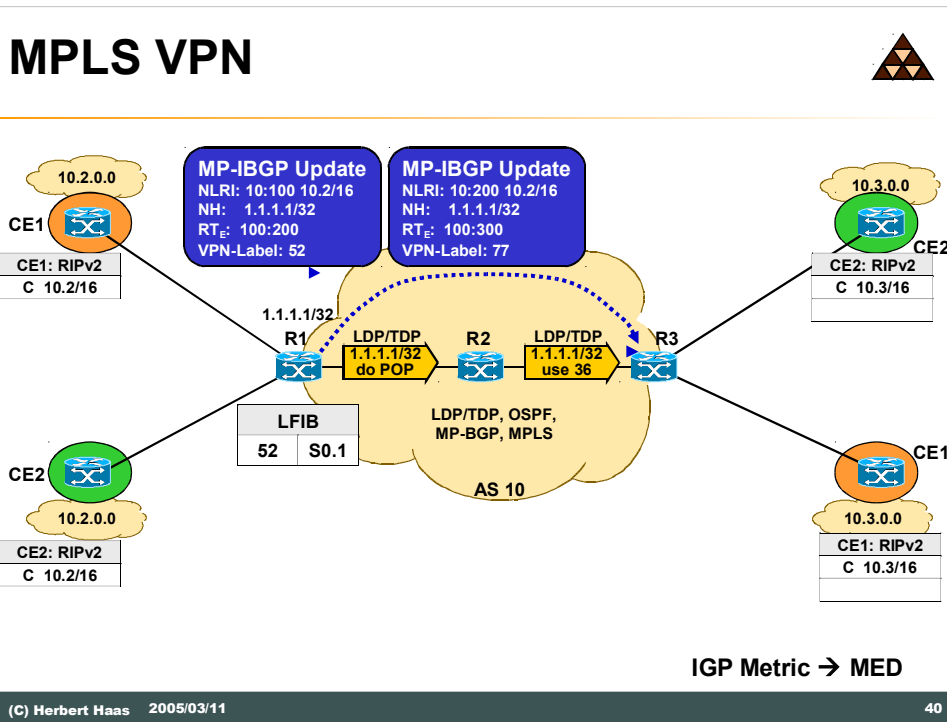 MPLS VPN
MP-IBGP Update
NLRI: 10:100 10.2/16
NH: 1.1.1.1/32
RTE: 100:200
VPN-Label: 52
MP-IBGP Update
NLRI: 10:200 10.2/16
NH: 1.1.1.1/32
RTE: 100:300
VPN-Label: 77
10.2.0.0
CE1
CE1: RIPv2
C 10.2/16
10.3.0.0
CE2
CE2: RIPv2
C 10.3/16
1.1.1.1/32
R1
LDP/TDP
1.1.1.1/32
do POP
R2
LDP/TDP
1.1.1.1/32
use 36
R3
LFIB
52 S0.1
LDP/TDP, OSPF,
MP-BGP, MPLS
AS 10
CE2
10.2.0.0
CE2: RIPv2
C 10.2/16
CE1
10.3.0.0
CE1: RIPv2
C 10.3/16
IGP Metric → MED
(C) Herbert Haas 2005/03/11
40